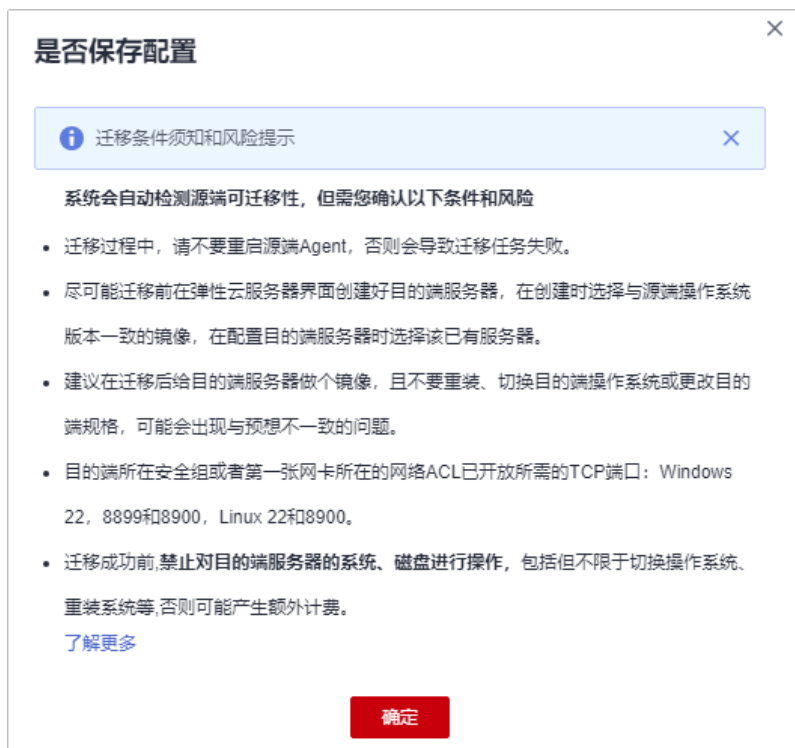 是否保存配置
迁移条件须知和风险提示
系统会自动检测源端可迁移性，但需您确认以下条件和风险
• 迁移过程中，请不要重启源端Agent，否则会导致迁移任务失败。
• 尽可能迁移前在弹性云服务器界面创建好目的端服务器，在创建时选择与源端操作系统
版本一致的镜像，在配置目的端服务器时选择该已有服务器。
• 建议在迁移后给目的端服务器做个镜像，且不要重装、切换目的端操作系统或更改目的
端规格，可能会出现与预想不一致的问题。
• 目的端所在安全组或者第一张网卡所在的网络ACL已开放所需的TCP端口：Windows
22，8899和8900，Linux 22和8900。
• 迁移成功前,禁止对目的端服务器的系统、磁盘进行操作，包括但不限于切换操作系统、
重装系统等,否则可能产生额外计费。
了解更多
确定